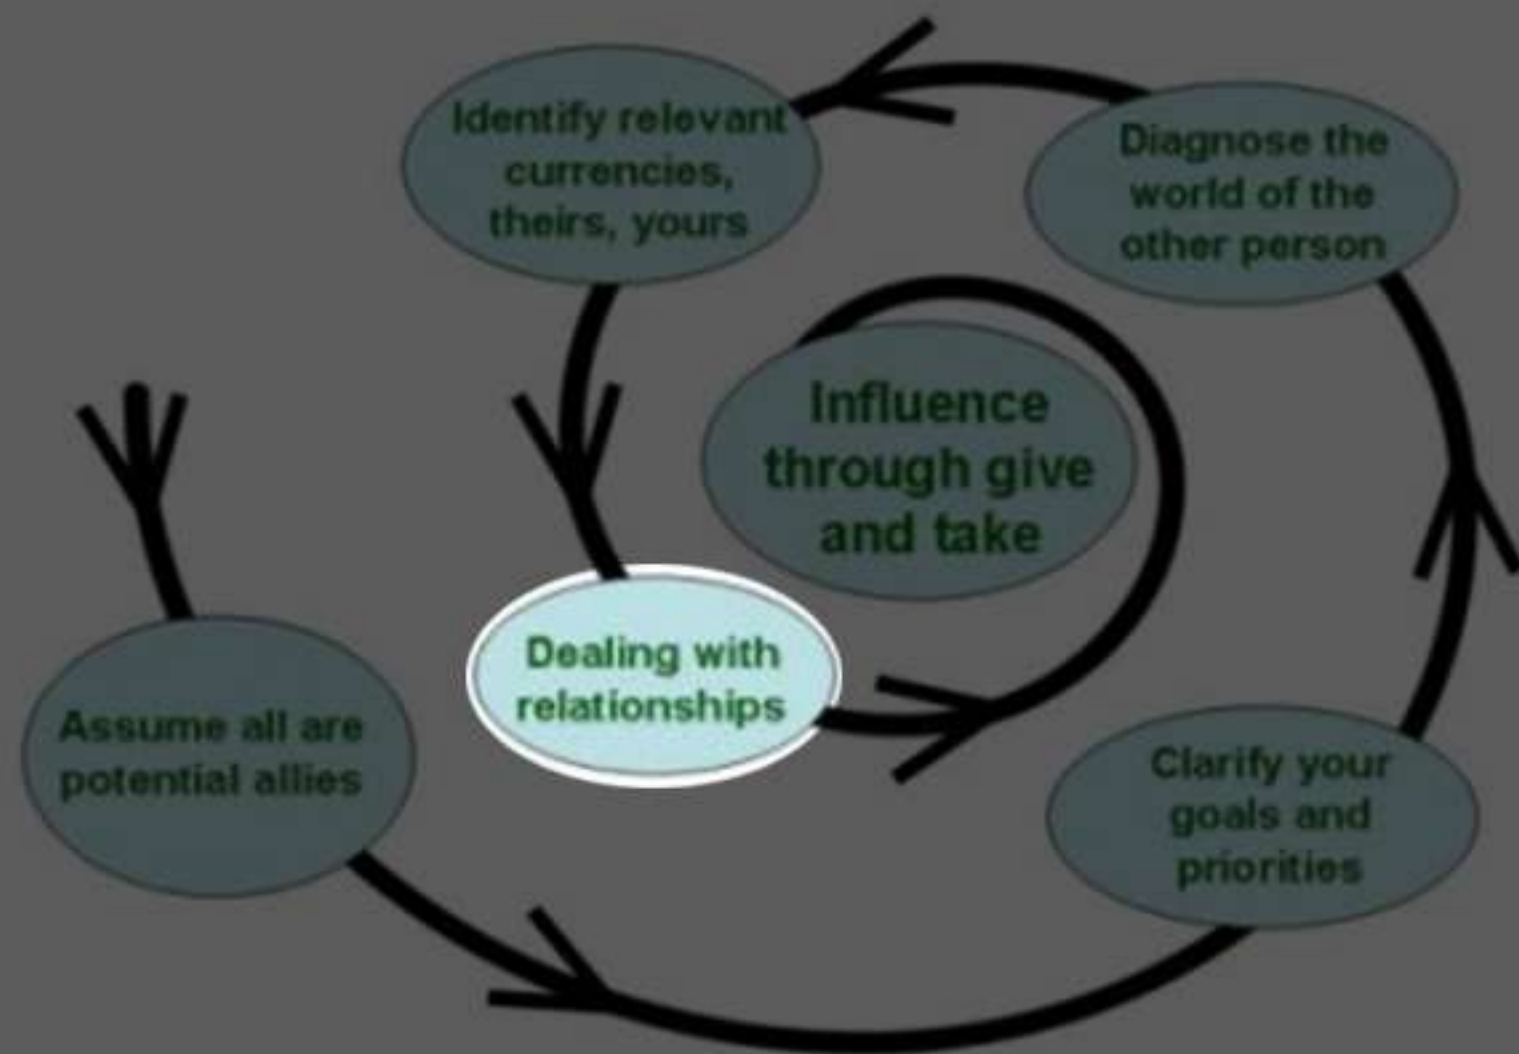 Identify relevant
currencies,
theirs, yours
Diagnose the
world of the
other person
Influence
through give
and take
Dealing with
relationships
Assume all are
potential allies
Clarify your
goals and
priorities